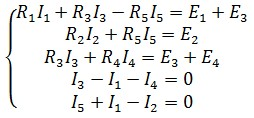 R₁I₁ + R₃I₃ − R₅I₅ = E₁ + E₃
R₂I₂ + R₅I₅ = E₂
R₃I₃ + R₄I₄ = E₃ + E₄
I₃ − I₁ − I₄ = 0
I₅ + I₁ − I₂ = 0